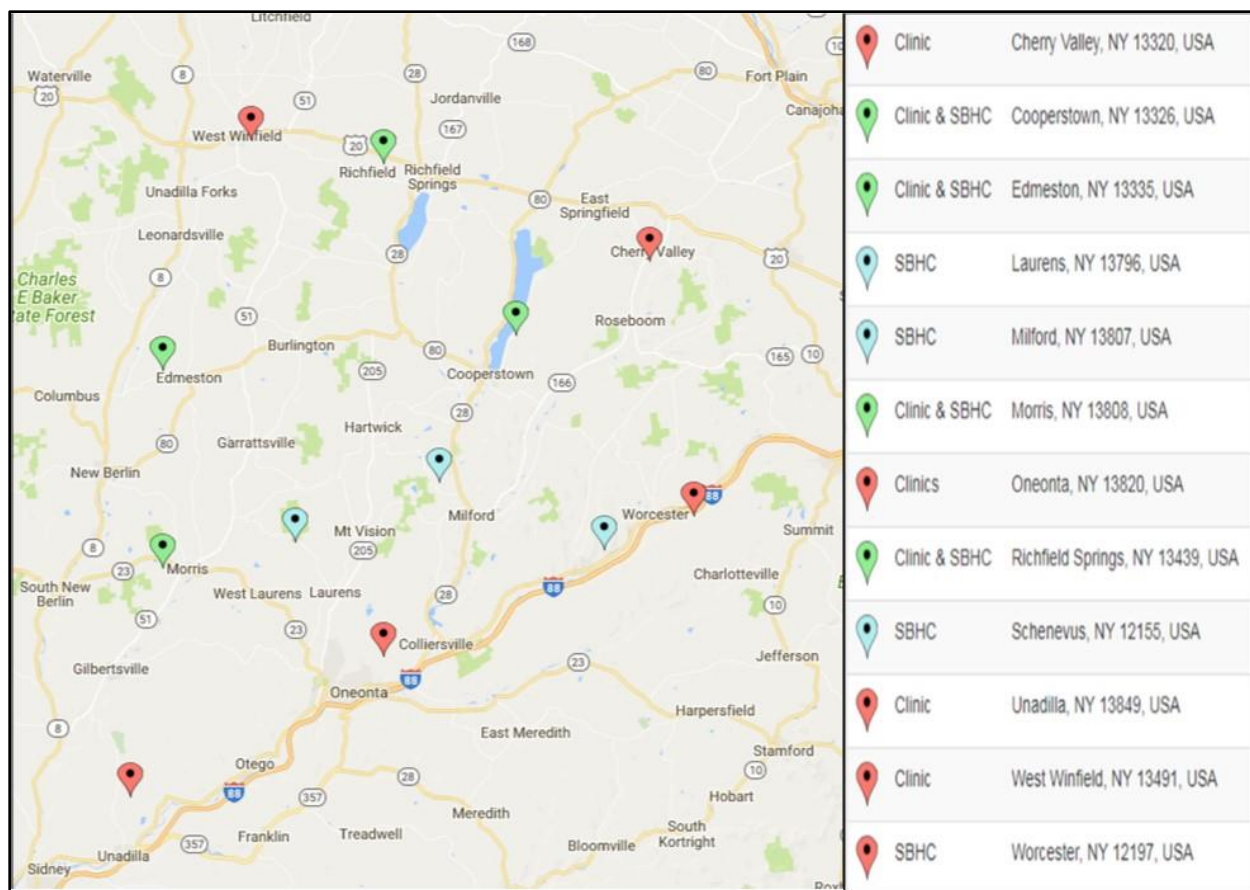 Litchfield
168
Waterville
8
Fort Plain
80
20
51
Jordanville
Canajoha
West Winfield
167
20
Richfield
Richfield
Springs
Unadilla Forks
80
East
Springfield
Leonardsville
Cherry Valley
28
20
8
Charles
E Baker
ate Forest
51
Roseboom
Burlington
80
165
10
205
Edmeston
Cooperstown
166
Columbus
28
Hartwick
Garrattsville
80
New Berlin
88
Milford
Worcester
Mt Vision
Summit
8
205
23
Morris
South New
Berlin
West Laurens
Laurens
28
88
Charlotteville
10
51
23
Colliersville
Gilbertsville
23
Jefferson
88
Oneonta
Harpersfield
8
East Meredith
Stamford
Otego
28
10
88
357
Hobart
Meredith
Franklin
Treadwell
South
Kortright
357
Unadilla
Bloomville
Sidney
Clinic Cherry Valley, NY 13320, USA
Clinic & SBHC Cooperstown, NY 13326, USA
Clinic & SBHC Edmeston, NY 13335, USA
SBHC Laurens, NY 13796, USA
SBHC Milford, NY 13807, USA
Clinic & SBHC Morris, NY 13808, USA
Clinics Oneonta, NY 13820, USA
Clinic & SBHC Richfield Springs, NY 13439, USA
SBHC Schenevus, NY 12155, USA
Clinic Unadilla, NY 13849, USA
Clinic West Winfield, NY 13491, USA
SBHC Worcester, NY 12197, USA